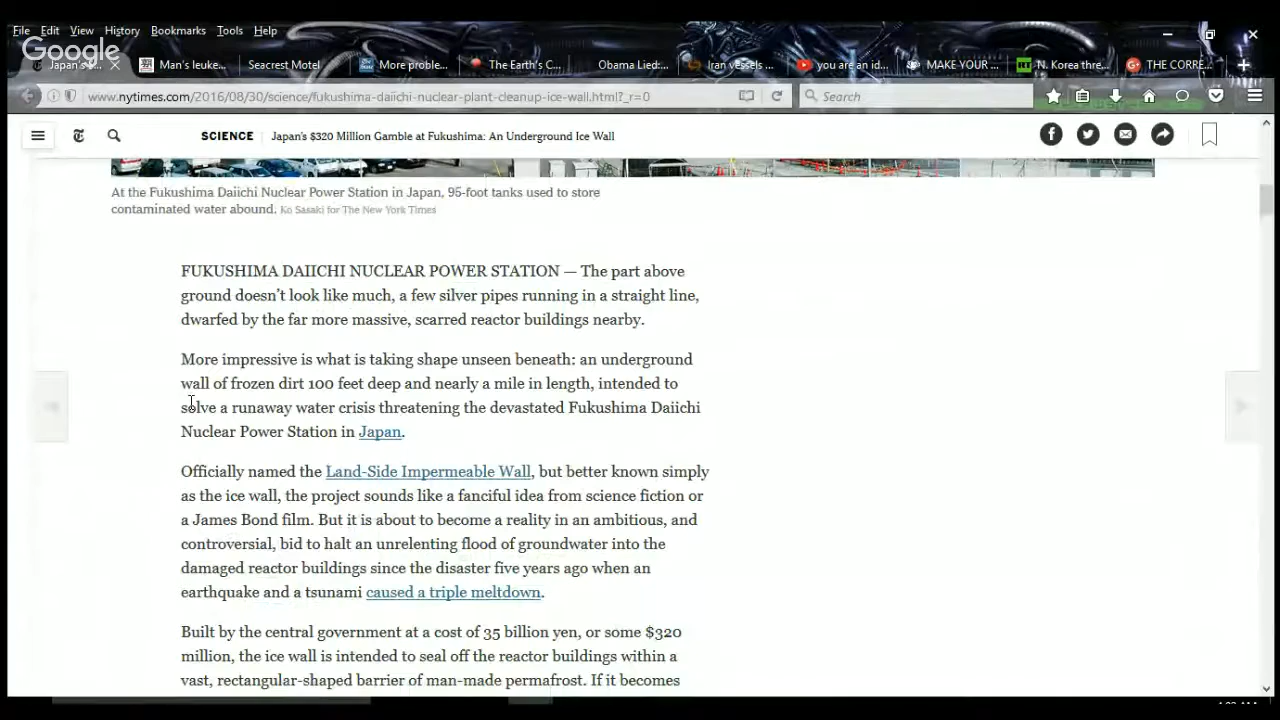 File Edit View History Bookmarks Tools Help
Google
Japan's $... Man's leuke... Seacrest Motel More proble... The Earth's C... Obama Lied:... Iran vessels ... you are an id... MAKE YOUR ... N. Korea thre... THE CORRE...
www.nytimes.com/2016/08/30/science/fukushima-daiichi-nuclear-plant-cleanup-ice-wall.html?_r=0 Search
SCIENCE Japan's $320 Million Gamble at Fukushima: An Underground Ice Wall
At the Fukushima Daiichi Nuclear Power Station in Japan, 95-foot tanks used to store
contaminated water abound. Ko Sasaki for The New York Times
FUKUSHIMA DAIICHI NUCLEAR POWER STATION — The part above
ground doesn't look like much, a few silver pipes running in a straight line,
dwarfed by the far more massive, scarred reactor buildings nearby.
More impressive is what is taking shape unseen beneath: an underground
wall of frozen dirt 100 feet deep and nearly a mile in length, intended to
solve a runaway water crisis threatening the devastated Fukushima Daiichi
Nuclear Power Station in Japan.
Officially named the Land-Side Impermeable Wall, but better known simply
as the ice wall, the project sounds like a fanciful idea from science fiction or
a James Bond film. But it is about to become a reality in an ambitious, and
controversial, bid to halt an unrelenting flood of groundwater into the
damaged reactor buildings since the disaster five years ago when an
earthquake and a tsunami caused a triple meltdown.
Built by the central government at a cost of 35 billion yen, or some $320
million, the ice wall is intended to seal off the reactor buildings within a
vast, rectangular-shaped barrier of man-made permafrost. If it becomes